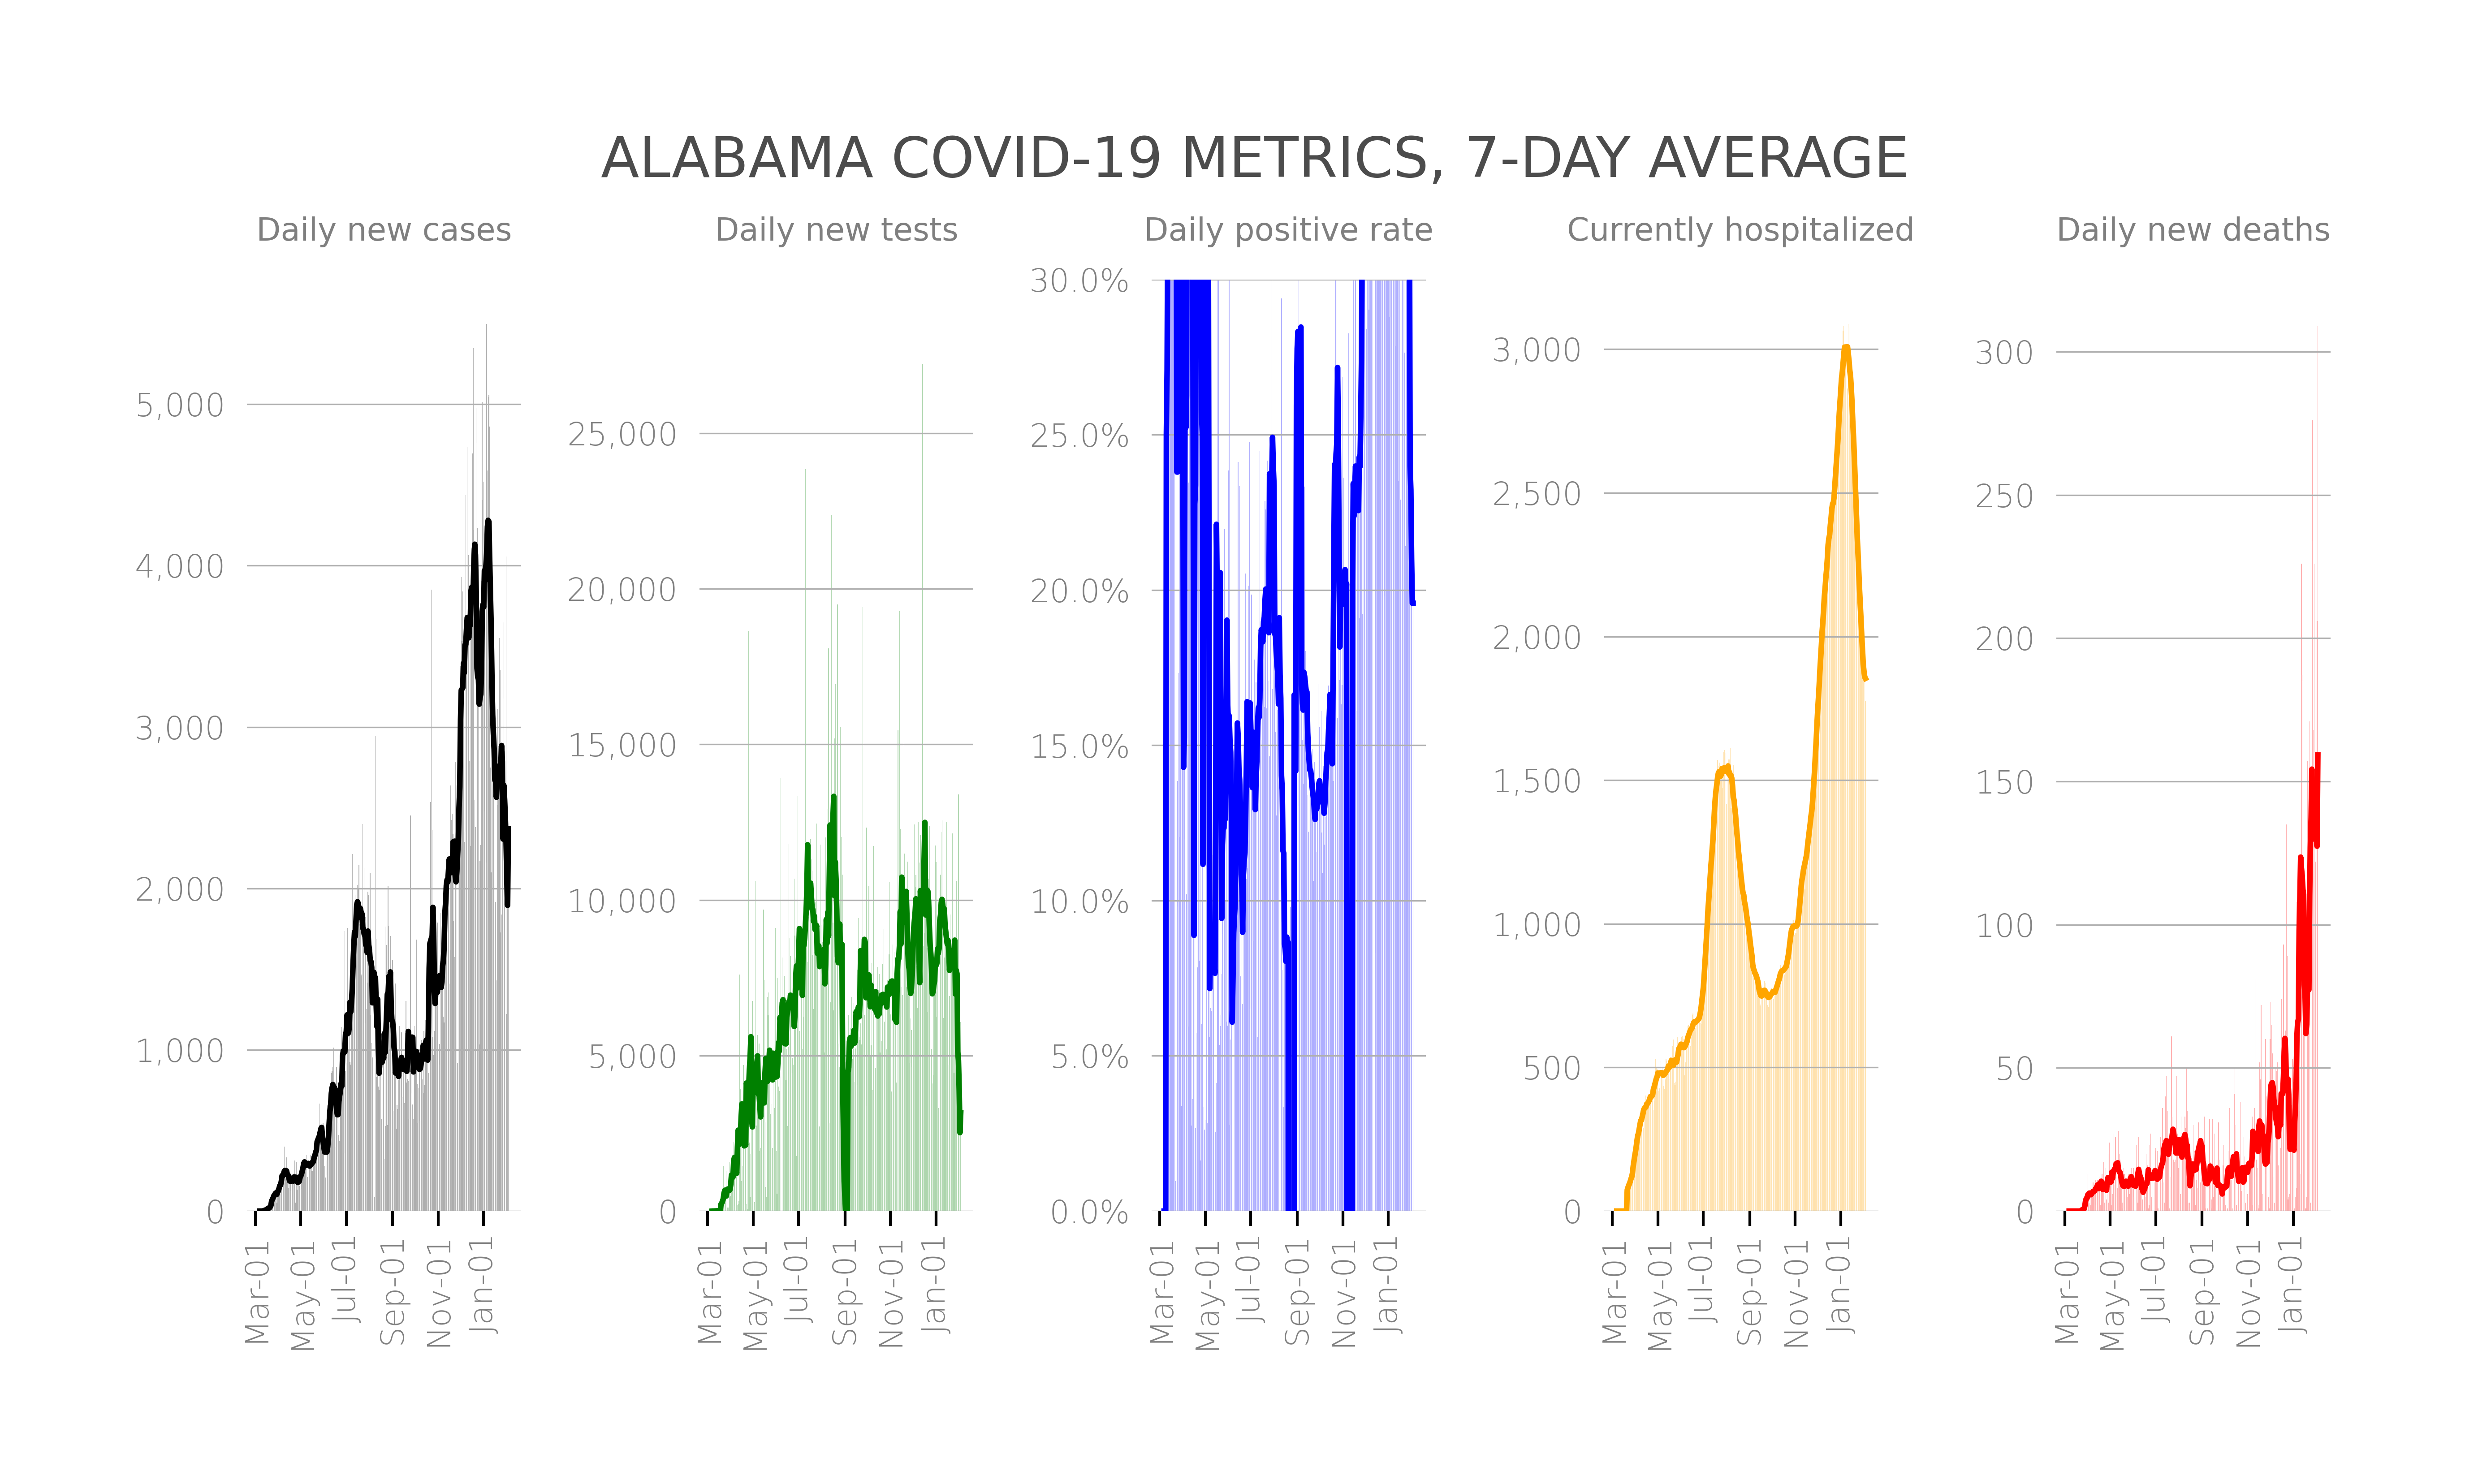 ALABAMA COVID-19 METRICS, 7-DAY AVERAGE
Daily new cases
5,000
4,000
3,000
2,000
1,000
0
Mar-01
May-01
Jul-01
Sep-01
Nov-01
Jan-01
Daily new tests
25,000
20,000
15,000
10,000
5,000
0
Mar-01
May-01
Jul-01
Sep-01
Nov-01
Jan-01
Daily positive rate
30.0%
25.0%
20.0%
15.0%
10.0%
5.0%
0.0%
Mar-01
May-01
Jul-01
Sep-01
Nov-01
Jan-01
Currently hospitalized
3,000
2,500
2,000
1,500
1,000
500
0
Mar-01
May-01
Jul-01
Sep-01
Nov-01
Jan-01
Daily new deaths
300
250
200
150
100
50
0
Mar-01
May-01
Jul-01
Sep-01
Nov-01
Jan-01